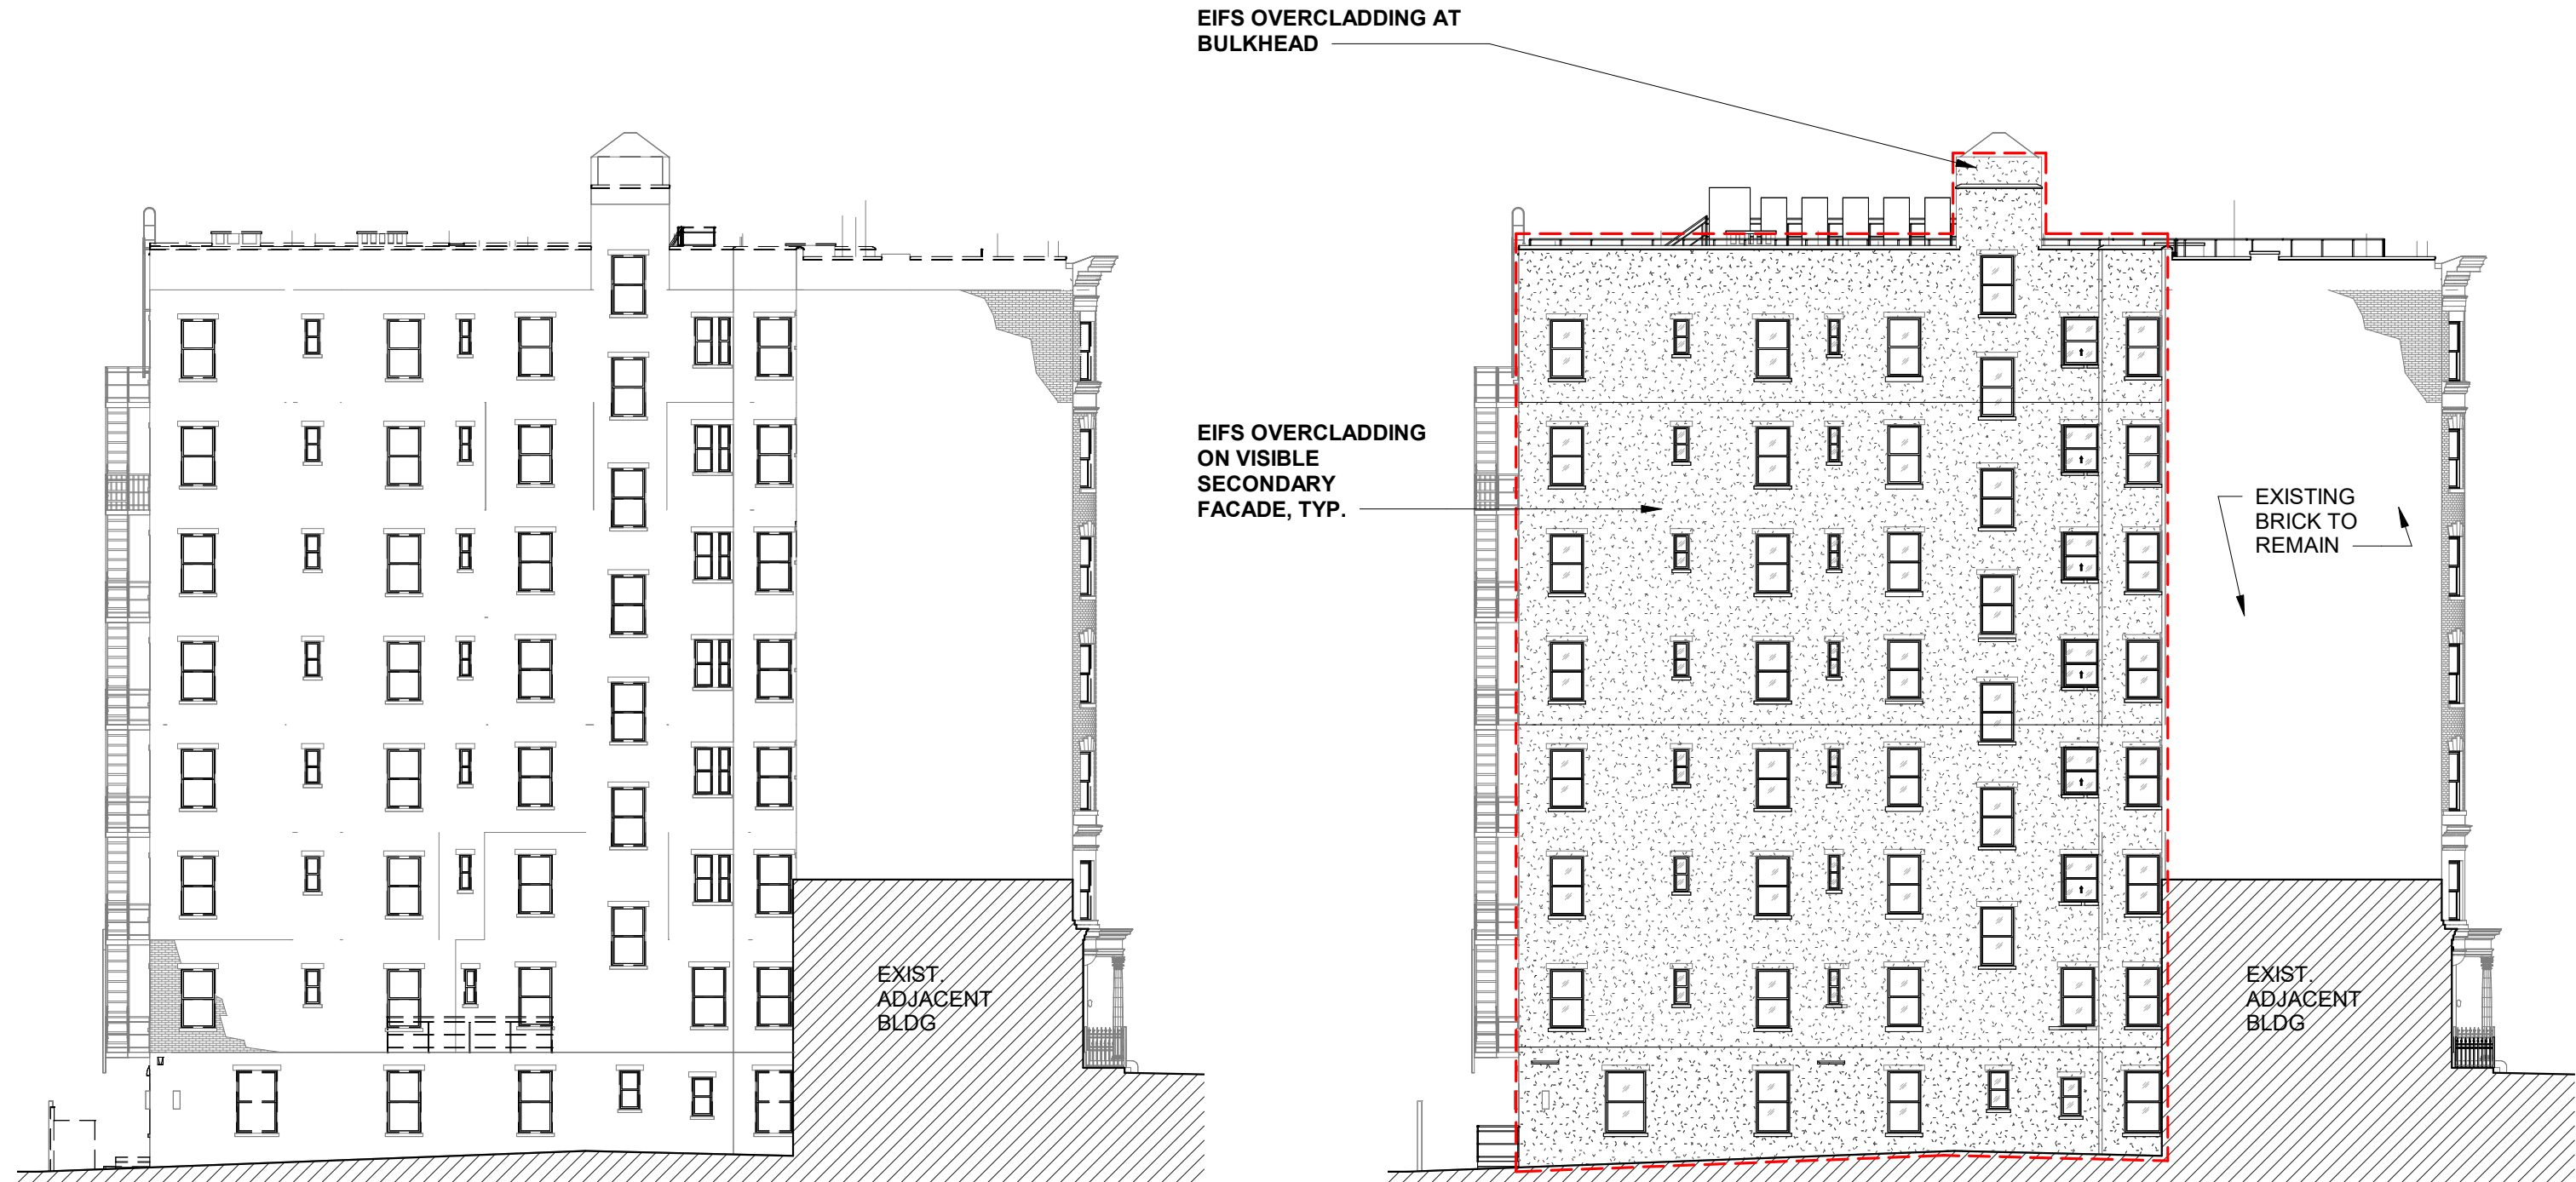 EIFS OVERCLADDING AT
BULKHEAD
EIFS OVERCLADDING
ON VISIBLE
SECONDARY
FACADE, TYP.
EXISTING
BRICK TO
REMAIN
EXIST.
ADJACENT
BLDG
EXIST.
ADJACENT
BLDG